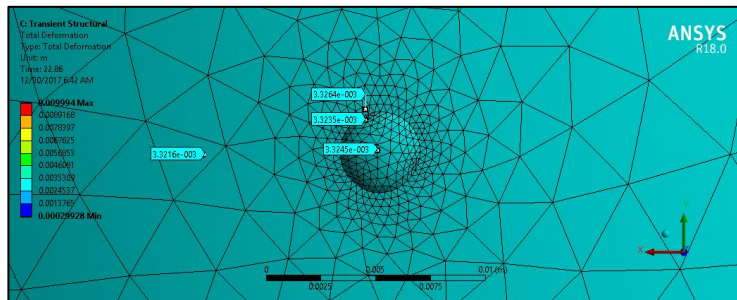 C: Transient Structural
Total Deformation
Type: Total Deformation
Unit: m
Time: 22.86
12/30/2017 6:42 AM
0.009994 Max
0.0089168
0.0078397
0.0067625
0.0056853
0.0046081
0.0035309
0.0024537
0.0013765
0.00029928 Min
ANSYS
R18.0
3.3264e-003
3.3235e-003
3.3245e-003
3.3216e-003
0
0.005
0.01 (m)
0.0025
0.0075
Y
X